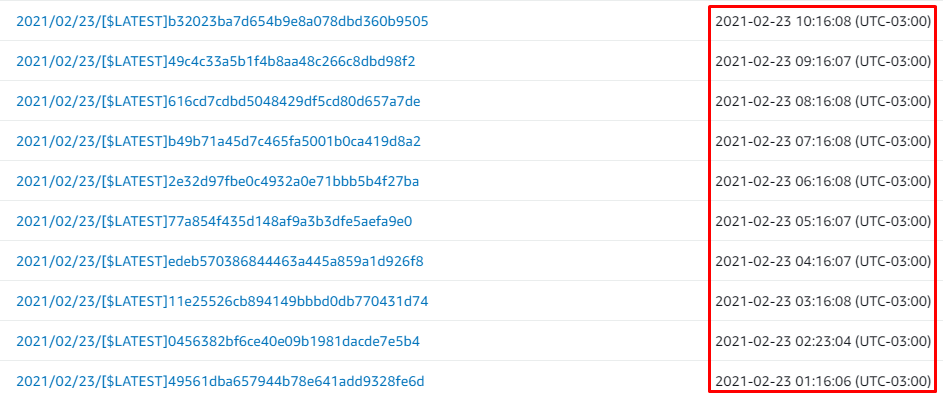 2021/02/23/[$LATEST]b32023ba7d654b9e8a078dbd360b9505 2021-02-23 10:16:08 (UTC-03:00)
2021/02/23/[$LATEST]49c4c33a5b1f4b8aa48c266c8dbd98f2 2021-02-23 09:16:07 (UTC-03:00)
2021/02/23/[$LATEST]616cd7cdbd5048429df5cd80d657a7de 2021-02-23 08:16:08 (UTC-03:00)
2021/02/23/[$LATEST]b49b71a45d7c465fa5001b0ca419d8a2 2021-02-23 07:16:08 (UTC-03:00)
2021/02/23/[$LATEST]2e32d97fbe0c4932a0e71bbb5b4f27ba 2021-02-23 06:16:08 (UTC-03:00)
2021/02/23/[$LATEST]77a854f435d148af9a3b3dfe5aefa9e0 2021-02-23 05:16:07 (UTC-03:00)
2021/02/23/[$LATEST]edeb570386844463a445a859a1d926f8 2021-02-23 04:16:07 (UTC-03:00)
2021/02/23/[$LATEST]11e25526cb894149bbbd0db770431d74 2021-02-23 03:16:08 (UTC-03:00)
2021/02/23/[$LATEST]0456382bf6ce40e09b1981dacde7e5b4 2021-02-23 02:23:04 (UTC-03:00)
2021/02/23/[$LATEST]49561dba657944b78e641add9328fe6d 2021-02-23 01:16:06 (UTC-03:00)